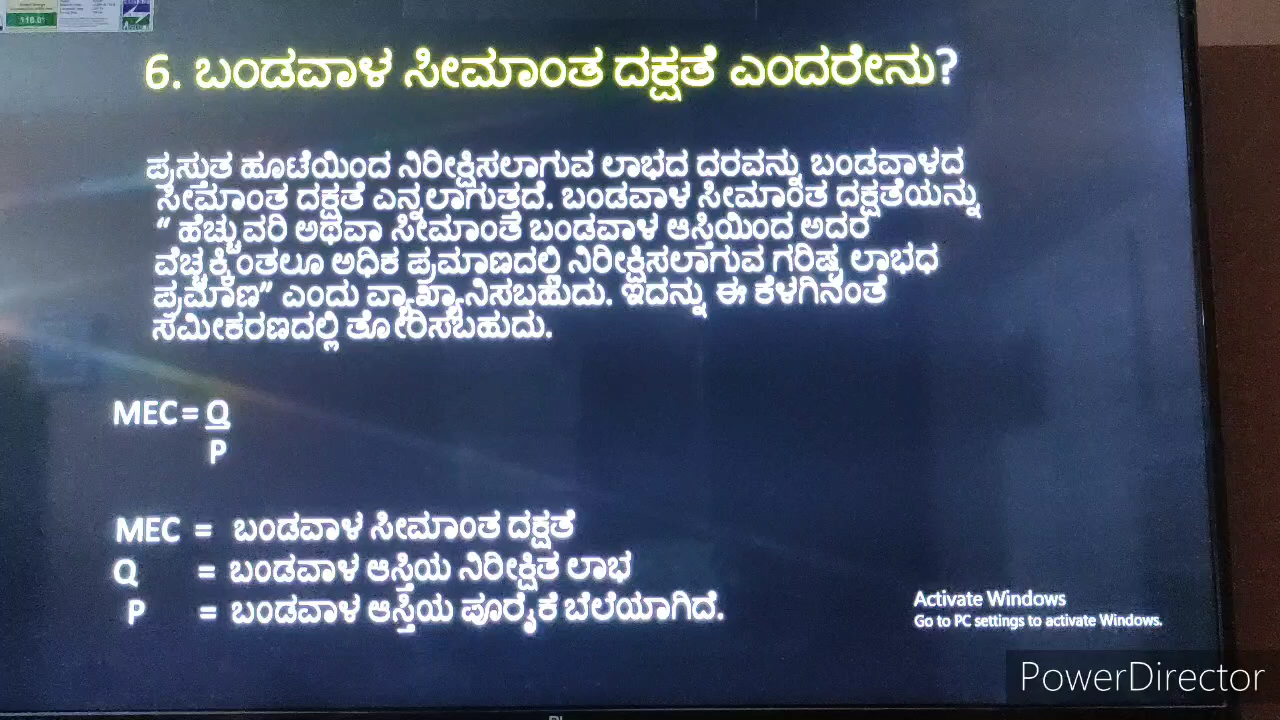 6. ಬಂಡವಾಳ ಸೀಮಾಂತ ದಕ್ಷತೆ ಎಂದರೇನು?
ಪ್ರಸ್ತುತ ಹೂಟೆಯಿಂದ ನಿರೀಕ್ಷಿಸಲಾಗುವ ಲಾಭದ ದರವನ್ನು ಬಂಡವಾಳದ
ಸೀಮಾಂತ ದಕ್ಷತೆ ಎನ್ನಲಾಗುತ್ತದೆ. ಬಂಡವಾಳ ಸೀಮಾಂತ ದಕ್ಷತೆಯನ್ನು
“ ಹೆಚ್ಚುವರಿ ಅಥವಾ ಸೀಮಾಂತ ಬಂಡವಾಳ ಆಸ್ತಿಯಿಂದ ಅದರ
ವೆಚ್ಚಕ್ಕಿಂತಲೂ ಅಧಿಕ ಪ್ರಮಾಣದಲ್ಲಿ ನಿರೀಕ್ಷಿಸಲಾಗುವ ಗರಿಷ್ಠ ಲಾಭಧ
ಪ್ರಮಾಣ” ಎಂದು ವ್ಯಾಖ್ಯಾನಿಸಬಹುದು. ಇದನ್ನು ಈ ಕೆಳಗಿನಂತೆ
ಸಮೀಕರಣದಲ್ಲಿ ತೋರಿಸಬಹುದು.
MEC= Q
P
MEC = ಬಂಡವಾಳ ಸೀಮಾಂತ ದಕ್ಷತೆ
Q = ಬಂಡವಾಳ ಆಸ್ತಿಯ ನಿರೀಕ್ಷಿತ ಲಾಭ
P = ಬಂಡವಾಳ ಆಸ್ತಿಯ ಪೂರೈಕೆ ಬೆಲೆಯಾಗಿದೆ.
Activate Windows
Go to PC settings to activate Windows.
PowerDirector